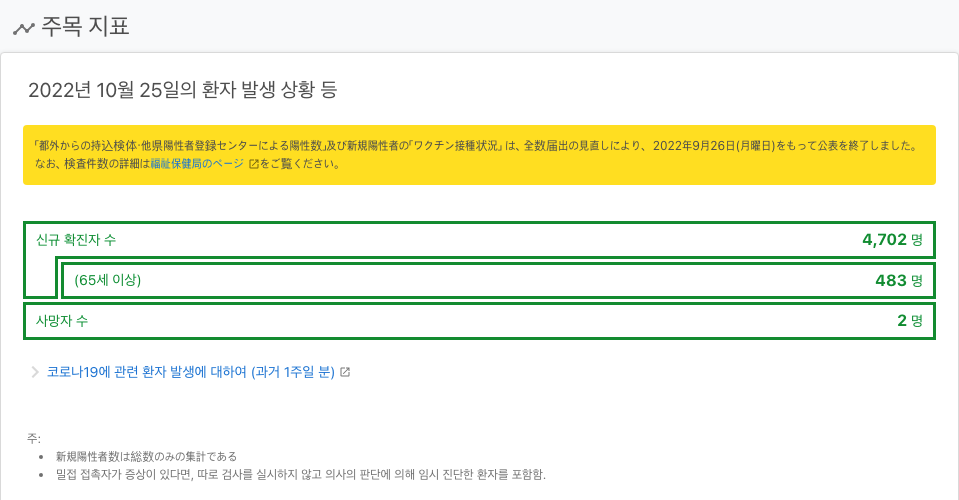 주목 지표
2022년 10월 25일의 환자 발생 상황 등
「都外からの持込検体･他県陽性者登録センターによる陽性数」及び新規陽性者の「ワクチン接種状況」は、全数届出の見直しにより、2022年9月26日(月曜日)をもって公表を終了しました。
なお、検査件数の詳細は福祉保健局のページ をご覧ください。
신규 확진자 수 4,702 명
(65세 이상) 483 명
사망자 수 2 명
코로나19에 관련 환자 발생에 대하여 (과거 1주일 분)
주:
• 新規陽性者数は総数のみの集計である
• 밀접 접촉자가 증상이 있다면, 따로 검사를 실시하지 않고 의사의 판단에 의해 임시 진단한 환자를 포함함.